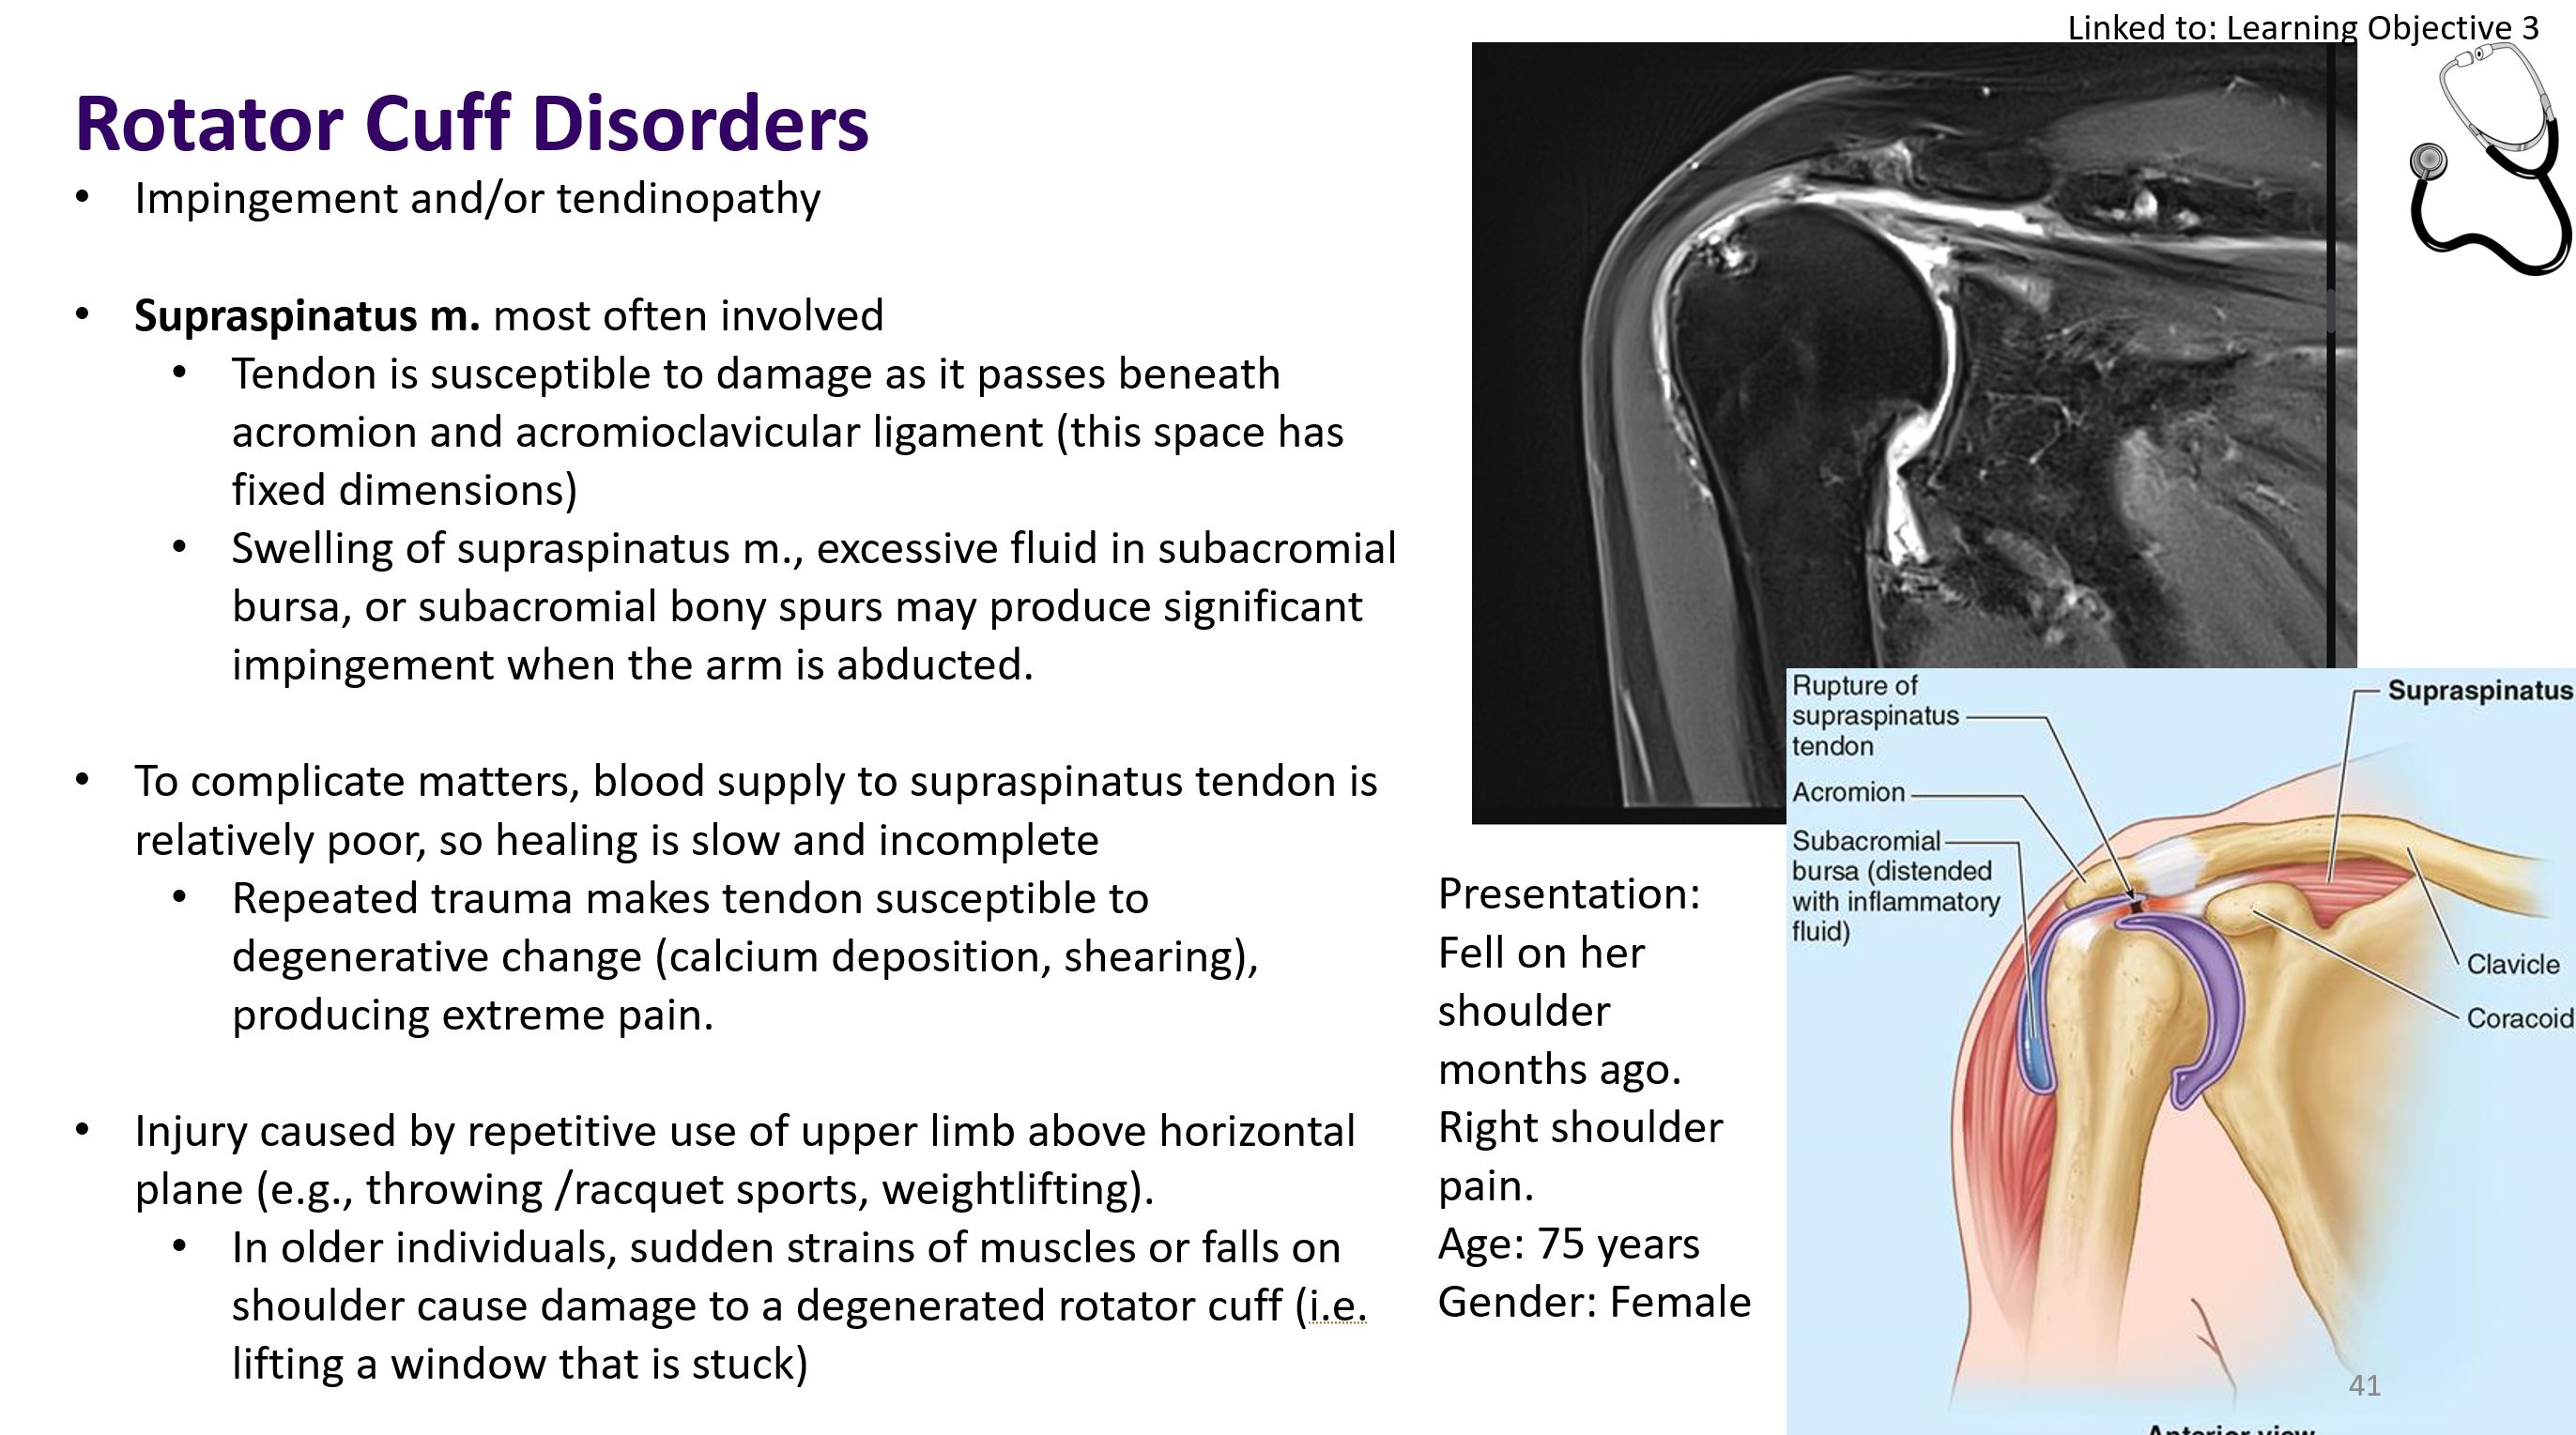 Linked to: Learning Objective 3
Rotator Cuff Disorders
• Impingement and/or tendinopathy
• Supraspinatus m. most often involved
• Tendon is susceptible to damage as it passes beneath
acromion and acromioclavicular ligament (this space has
fixed dimensions)
• Swelling of supraspinatus m., excessive fluid in subacromial
bursa, or subacromial bony spurs may produce significant
impingement when the arm is abducted.
• To complicate matters, blood supply to supraspinatus tendon is
relatively poor, so healing is slow and incomplete
• Repeated trauma makes tendon susceptible to
degenerative change (calcium deposition, shearing),
producing extreme pain.
• Injury caused by repetitive use of upper limb above horizontal
plane (e.g., throwing /racquet sports, weightlifting).
• In older individuals, sudden strains of muscles or falls on
shoulder cause damage to a degenerated rotator cuff (i.e.
lifting a window that is stuck)
Presentation:
Fell on her
shoulder
months ago.
Right shoulder
pain.
Age: 75 years
Gender: Female
Rupture of
supraspinatus
tendon
Acromion
Subacromial
bursa (distended
with inflammatory
fluid)
Supraspinatus
Clavicle
Coracoid
41
Anterior view